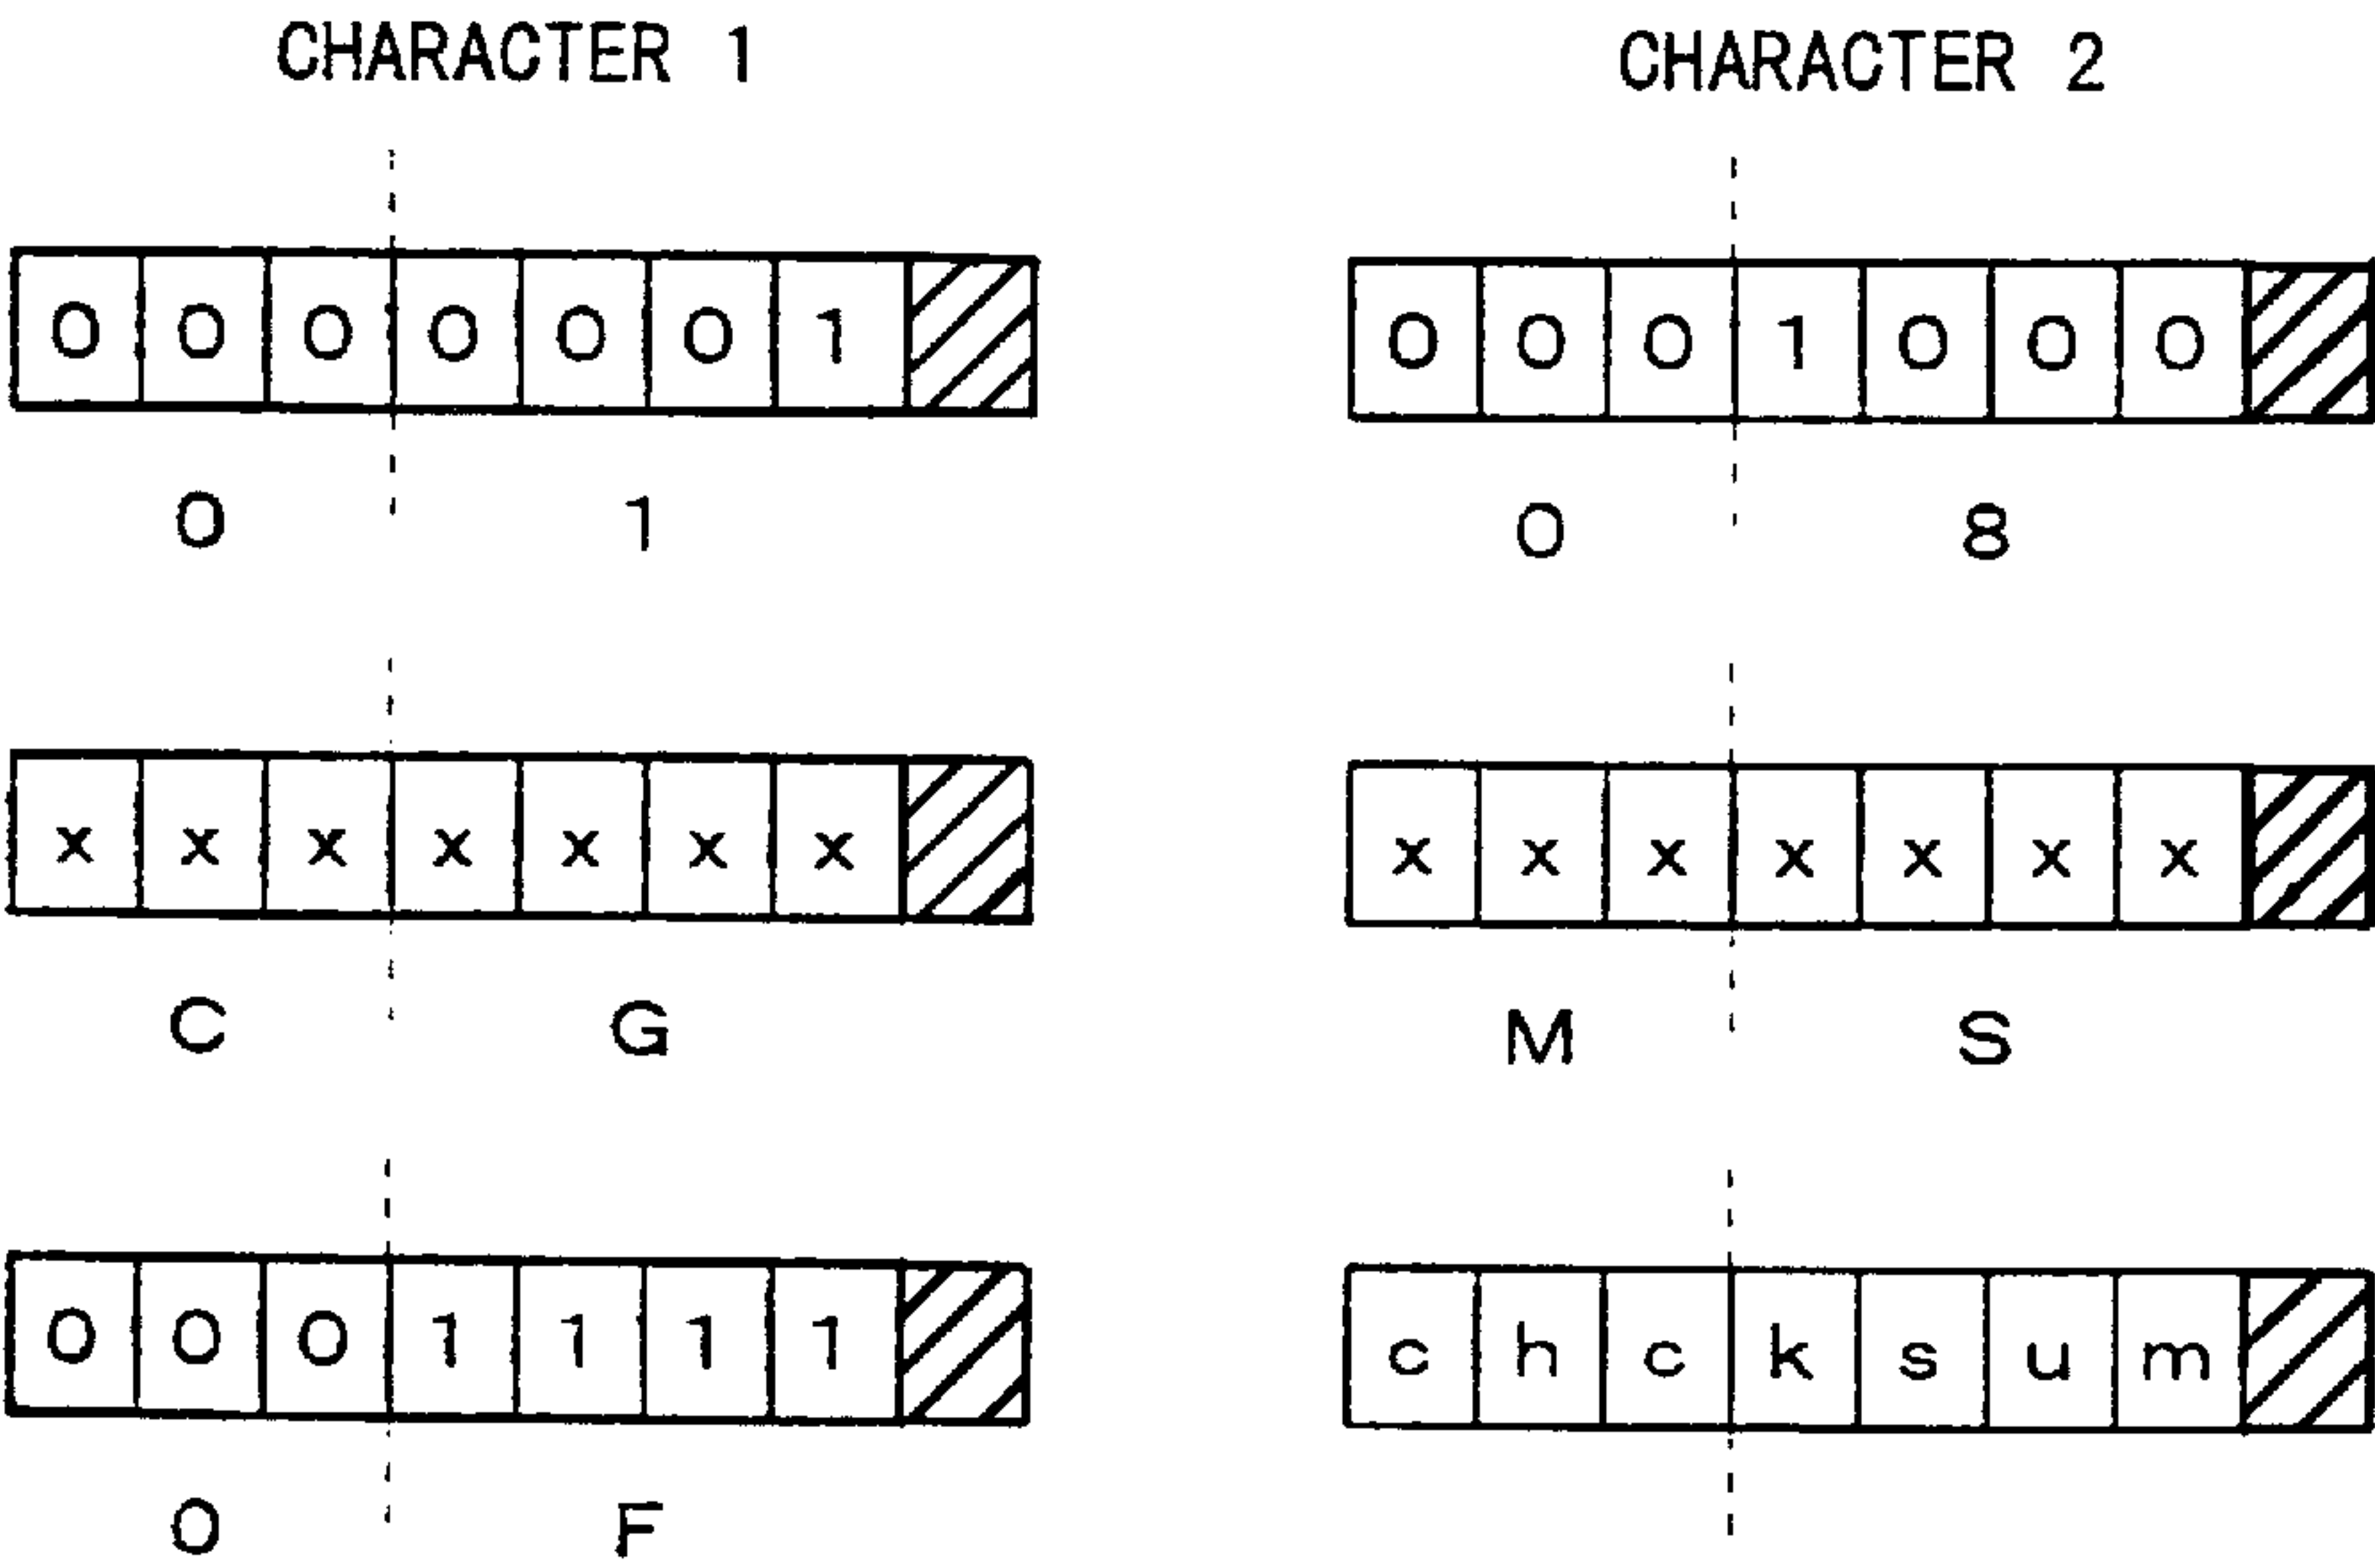 CHARACTER 1 CHARACTER 2
0 0 0 0 0 0 1 0 0 0 1 0 0 0
0 1 0 8
x x x x x x x x x x x x x x
C G M S
0 0 0 1 1 1 1 c h c k s u m
0 F